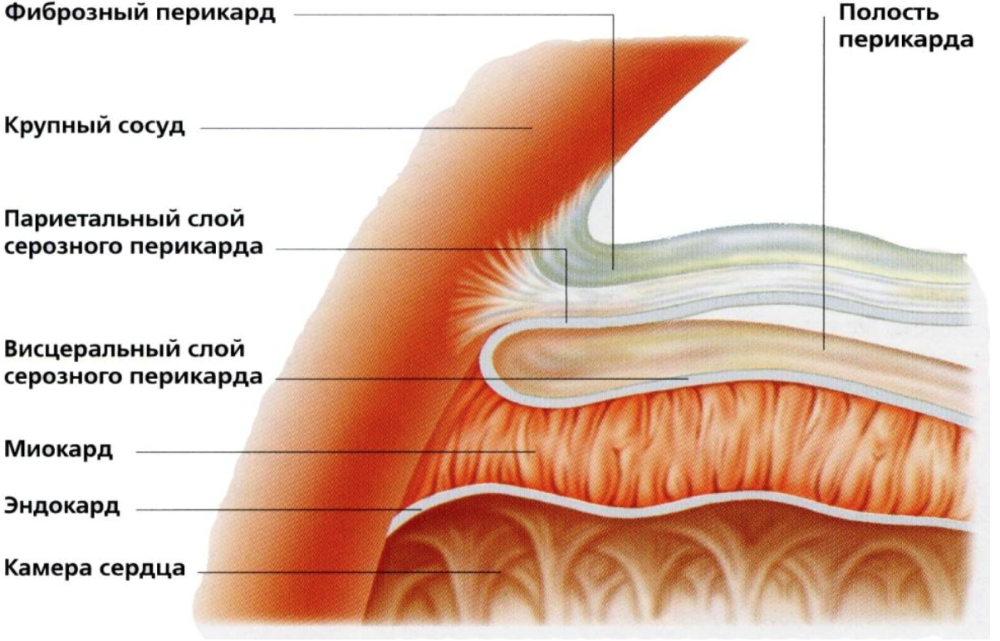 Фиброзный перикард
Полость
перикарда
Крупный сосуд
Париетальный слой
серозного перикарда
Висцеральный слой
серозного перикарда
Миокард
Эндокард
Камера сердца